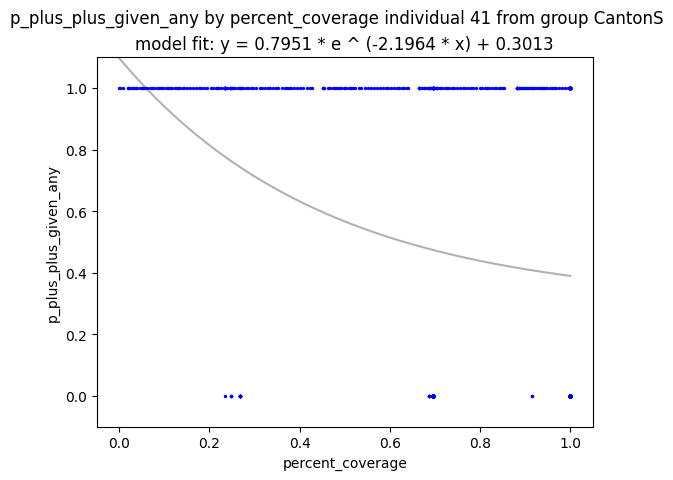 p_plus_plus_given_any by percent_coverage individual 41 from group CantonS
model fit: y = 0.7951 * e ^ (-2.1964 * x) + 0.3013
p_plus_plus_given_any
1.0
0.8
0.6
0.4
0.2
0.0
0.0 0.2 0.4 0.6 0.8 1.0
percent_coverage